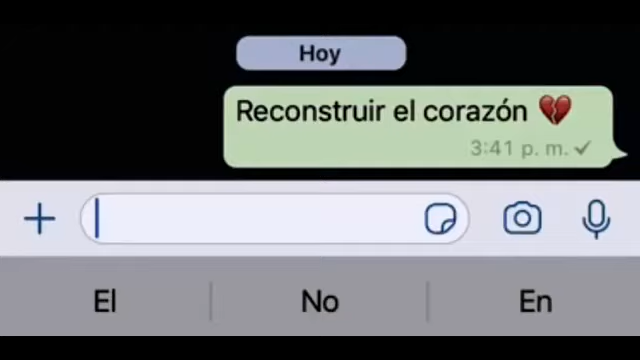 Hoy
Reconstruir el corazón 💔
3:41 p. m. ✓
El No En